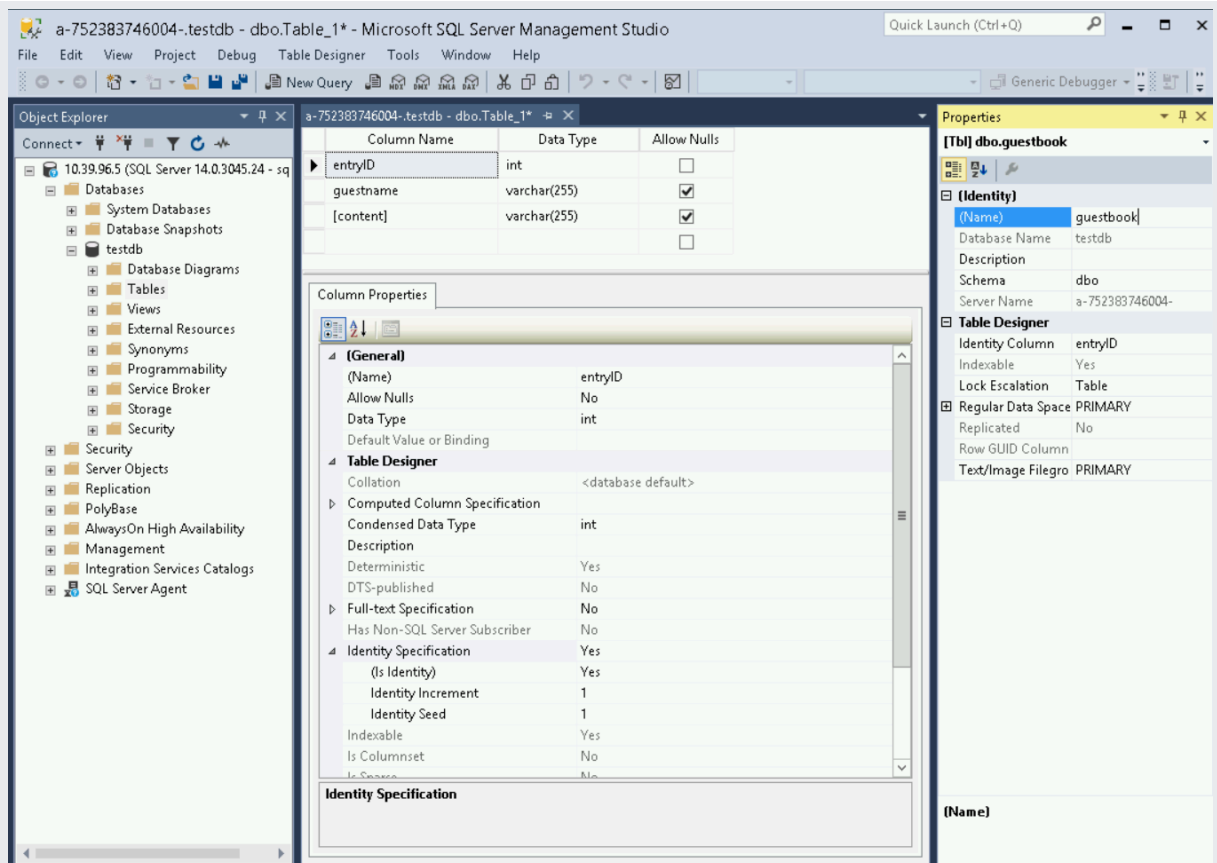 a-752383746004-.testdb - dbo.Table_1* - Microsoft SQL Server Management Studio
Quick Launch (Ctrl+Q)
File Edit View Project Debug Table Designer Tools Window Help
New Query MDX DMX XMLA DAX Generic Debugger
Object Explorer
Connect
10.39.96.5 (SQL Server 14.0.3045.24 - sq
Databases
System Databases
Database Snapshots
testdb
Database Diagrams
Tables
Views
External Resources
Synonyms
Programmability
Service Broker
Storage
Security
Security
Server Objects
Replication
PolyBase
AlwaysOn High Availability
Management
Integration Services Catalogs
SQL Server Agent
a-752383746004-.testdb - dbo.Table_1*
Column Name Data Type Allow Nulls
entryID int
guestname varchar(255)
[content] varchar(255)
Column Properties
(General)
(Name) entryID
Allow Nulls No
Data Type int
Default Value or Binding
Table Designer
Collation <database default>
Computed Column Specification
Condensed Data Type int
Description
Deterministic Yes
DTS-published No
Full-text Specification No
Has Non-SQL Server Subscriber No
Identity Specification Yes
(Is Identity) Yes
Identity Increment 1
Identity Seed 1
Indexable Yes
Is Columnset No
Is Sparse No
Identity Specification
Properties
[Tbl] dbo.guestbook
(Identity)
(Name) guestbook
Database Name testdb
Description
Schema dbo
Server Name a-752383746004-
Table Designer
Identity Column entryID
Indexable Yes
Lock Escalation Table
Regular Data Space PRIMARY
Replicated No
Row GUID Column
Text/Image Filegro PRIMARY
(Name)